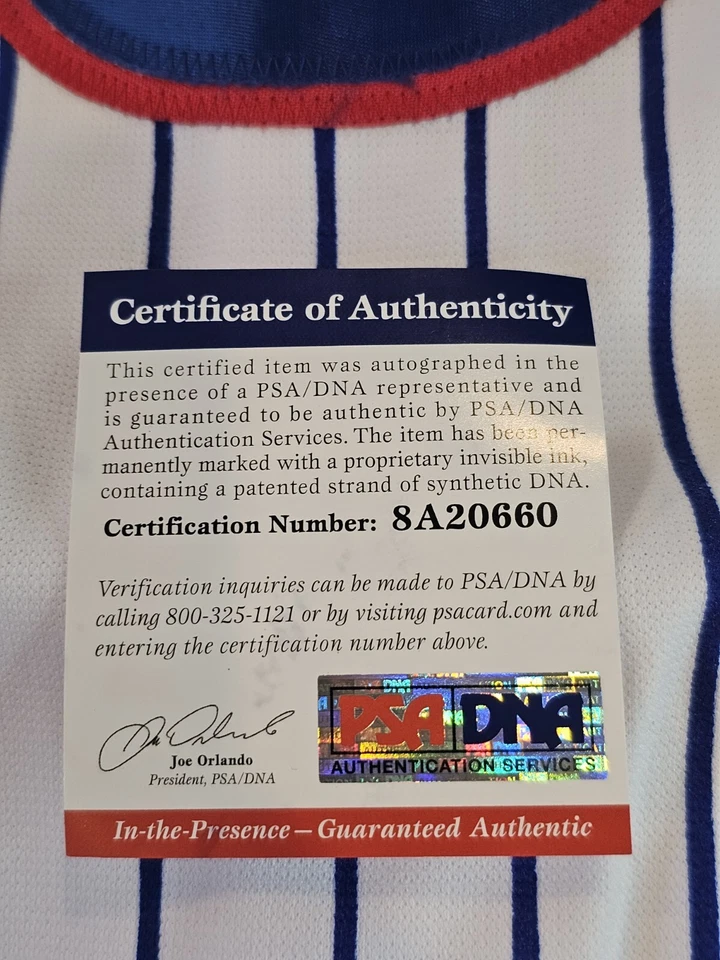 Certificate of Authenticity
This certified item was autographed in the
presence of a PSA/DNA representative and
is guaranteed to be authentic by PSA/DNA
Authentication Services. The item has been per-
manently marked with a proprietary invisible ink,
containing a patented strand of synthetic DNA.
Certification Number: 8A20660
Verification inquiries can be made to PSA/DNA by
calling 800-325-1121 or by visiting psacard.com and
entering the certification number above.
PSA DNA
AUTHENTICATION SERVICES
Joe Orlando
President, PSA/DNA
In-the-Presence—Guaranteed Authentic